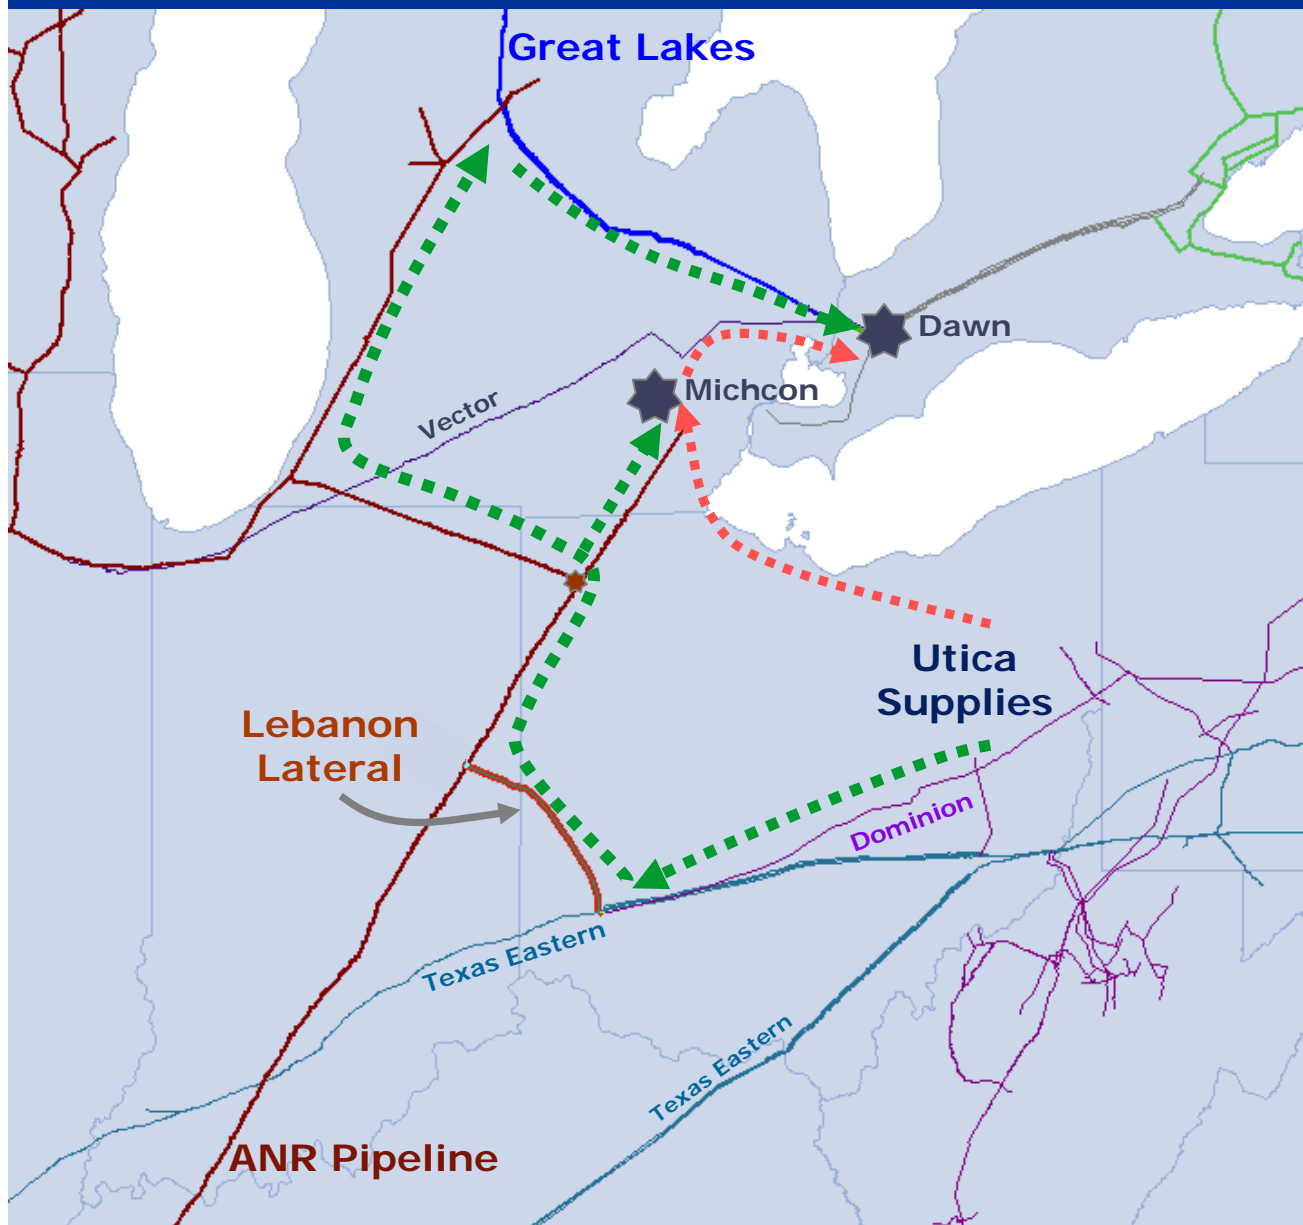 Great Lakes
Dawn
Michcon
Vector
Utica
Supplies
Lebanon
Lateral
Dominion
Texas Eastern
Texas Eastern
ANR Pipeline